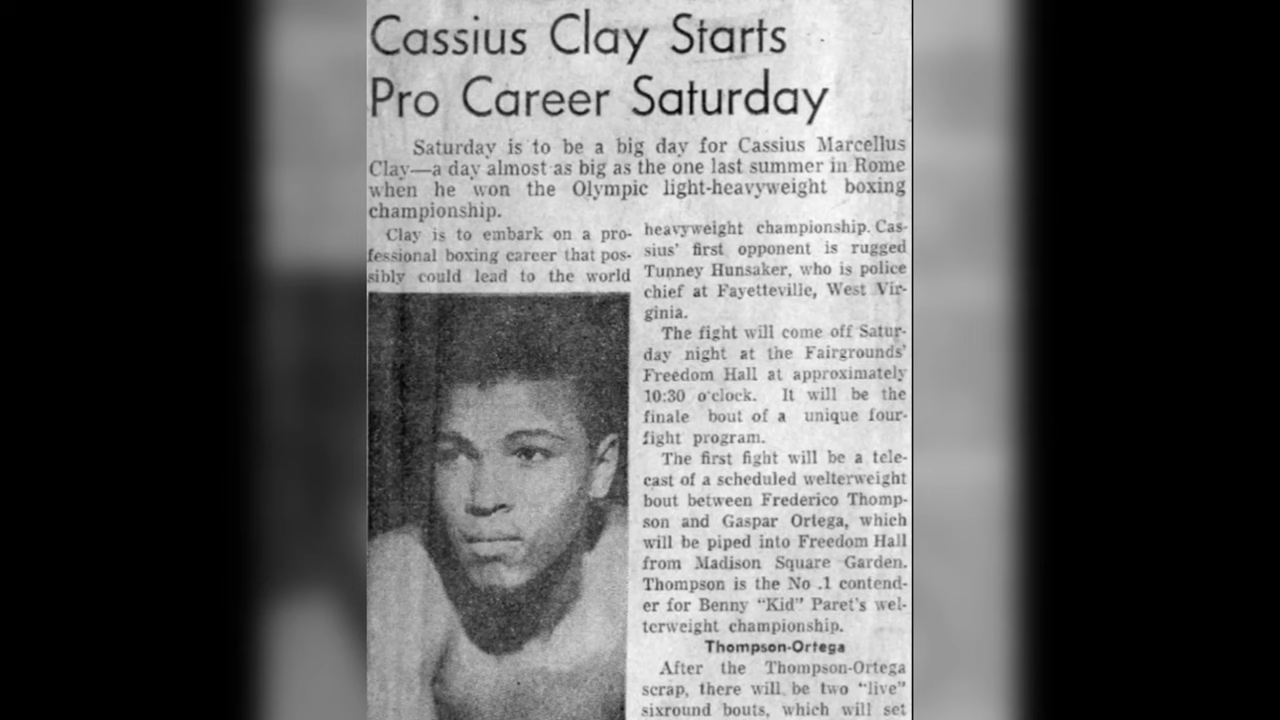 Cassius Clay Starts
Pro Career Saturday
Saturday is to be a big day for Cassius Marcellus
Clay—a day almost as big as the one last summer in Rome
when he won the Olympic light-heavyweight boxing
championship.
Clay is to embark on a pro-
fessional boxing career that pos-
sibly could lead to the world
heavyweight championship. Cas-
sius' first opponent is rugged
Tunney Hunsaker, who is police
chief at Fayetteville, West Vir-
ginia.
The fight will come off Satur-
day night at the Fairgrounds'
Freedom Hall at approximately
10:30 o'clock. It will be the
finale bout of a unique four-
fight program.
The first fight will be a tele-
cast of a scheduled welterweight
bout between Frederico Thomp-
son and Gaspar Ortega, which
will be piped into Freedom Hall
from Madison Square Garden.
Thompson is the No .1 contend-
er for Benny "Kid" Paret's wel-
terweight championship.
Thompson-Ortega
After the Thompson-Ortega
scrap, there will be two "live"
sixround bouts, which will set